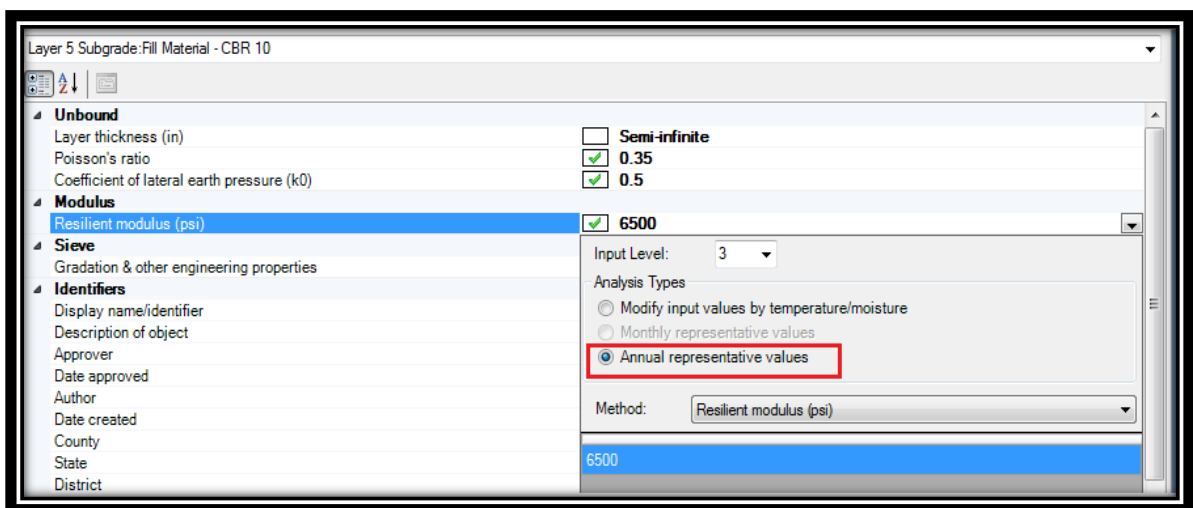 Layer 5 Subgrade:Fill Material - CBR 10
A Z
Unbound
Layer thickness (in) Semi-infinite
Poisson's ratio 0.35
Coefficient of lateral earth pressure (k0) 0.5
Modulus
Resilient modulus (psi) 6500
Sieve
Gradation & other engineering properties
Identifiers
Display name/identifier
Description of object
Approver
Date approved
Author
Date created
County
State
District
Input Level: 3
Analysis Types
Modify input values by temperature/moisture
Monthly representative values
Annual representative values
Method: Resilient modulus (psi)
6500